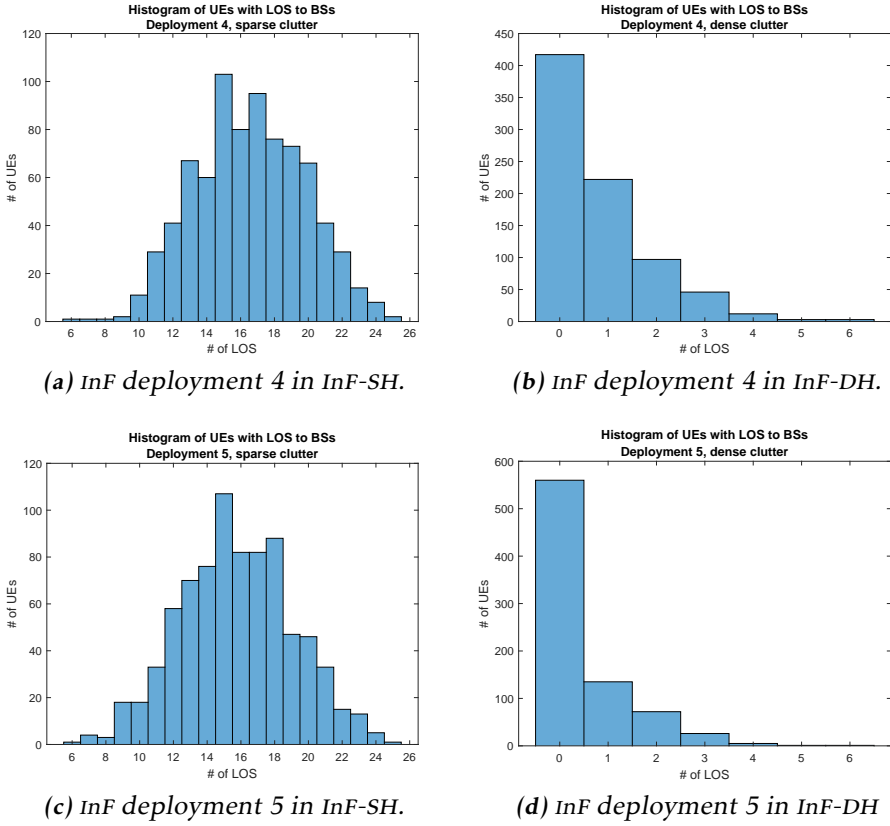 Histogram of UEs with LOS to BSs
Deployment 4, sparse clutter
120
100
80
60
40
20
0
# of UEs
6 8 10 12 14 16 18 20 22 24 26
# of LOS
(a) InF deployment 4 in InF-SH.
Histogram of UEs with LOS to BSs
Deployment 4, dense clutter
450
400
350
300
250
200
150
100
50
0
# of UEs
0 1 2 3 4 5 6
# of LOS
(b) InF deployment 4 in InF-DH.
Histogram of UEs with LOS to BSs
Deployment 5, sparse clutter
120
100
80
60
40
20
0
# of UEs
6 8 10 12 14 16 18 20 22 24 26
# of LOS
(c) InF deployment 5 in InF-SH.
Histogram of UEs with LOS to BSs
Deployment 5, dense clutter
600
500
400
300
200
100
0
# of UEs
0 1 2 3 4 5 6
# of LOS
(d) InF deployment 5 in InF-DH